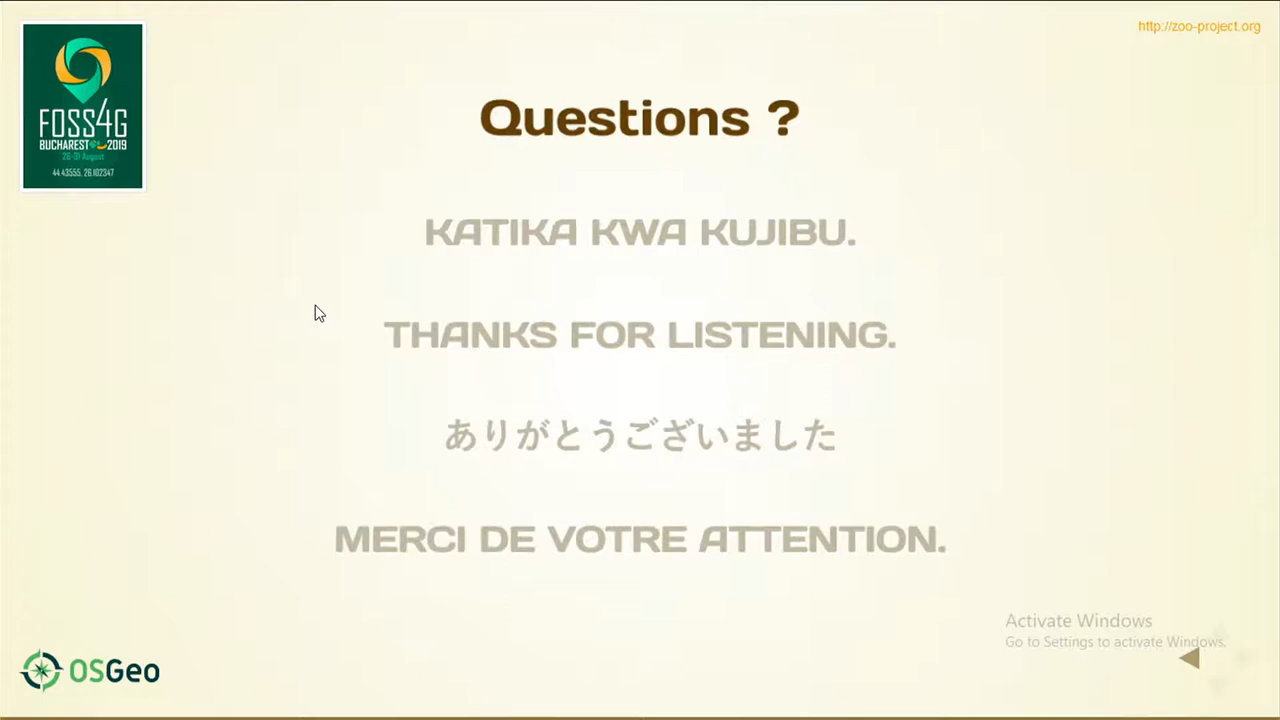 http://zoo-project.org
FOSS4G
BUCHAREST 2019
26-31 August
44.43555, 26.102347
Questions ?
KATIKA KWA KUJIBU.
THANKS FOR LISTENING.
ありがとうございました
MERCI DE VOTRE ATTENTION.
Activate Windows
Go to Settings to activate Windows.
OSGeo